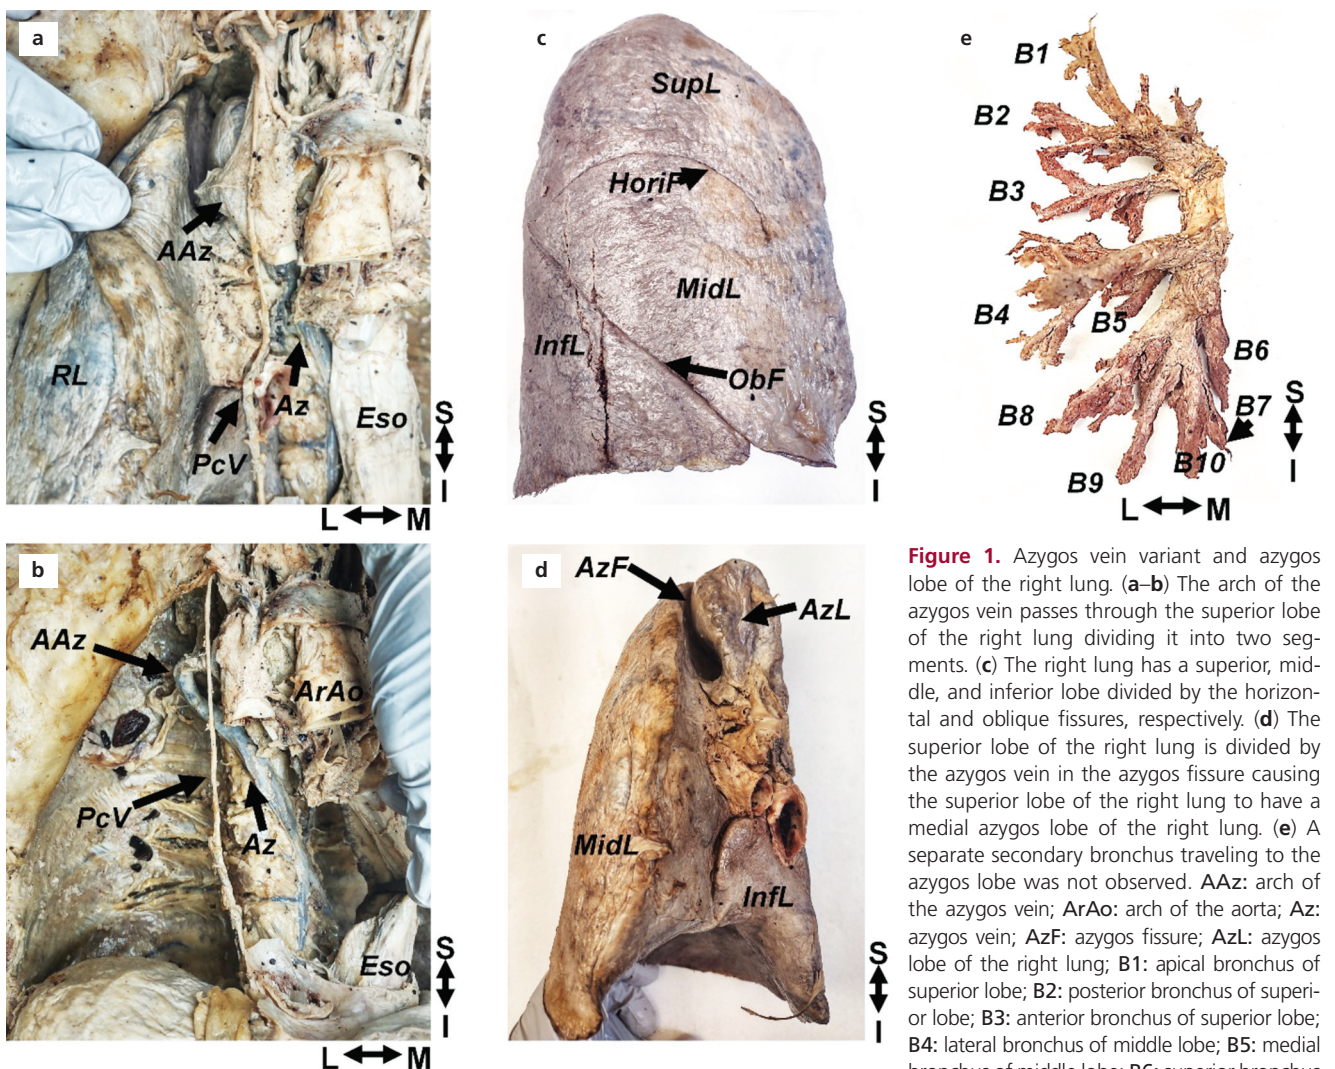 a
AAz
RL
Az
PcV
Eso
S
I
L M
b
AAz
ArAo
PcV
Az
Eso
S
I
L M
c
SupL
HoriF
MidL
InfL
ObF
S
I
d
AzF
AzL
MidL
InfL
S
I
e
B1
B2
B3
B4
B5
B6
B7
B8
B10
B9
S
I
L M
Figure 1. Azygos vein variant and azygos
lobe of the right lung. (a–b) The arch of the
azygos vein passes through the superior lobe
of the right lung dividing it into two seg-
ments. (c) The right lung has a superior, mid-
dle, and inferior lobe divided by the horizon-
tal and oblique fissures, respectively. (d) The
superior lobe of the right lung is divided by
the azygos vein in the azygos fissure causing
the superior lobe of the right lung to have a
medial azygos lobe of the right lung. (e) A
separate secondary bronchus traveling to the
azygos lobe was not observed. AAz: arch of
the azygos vein; ArAo: arch of the aorta; Az:
azygos vein; AzF: azygos fissure; AzL: azygos
lobe of the right lung; B1: apical bronchus of
superior lobe; B2: posterior bronchus of superi-
or lobe; B3: anterior bronchus of superior lobe;
B4: lateral bronchus of middle lobe; B5: medial
bronchus of middle lobe; B6: superior bronchus